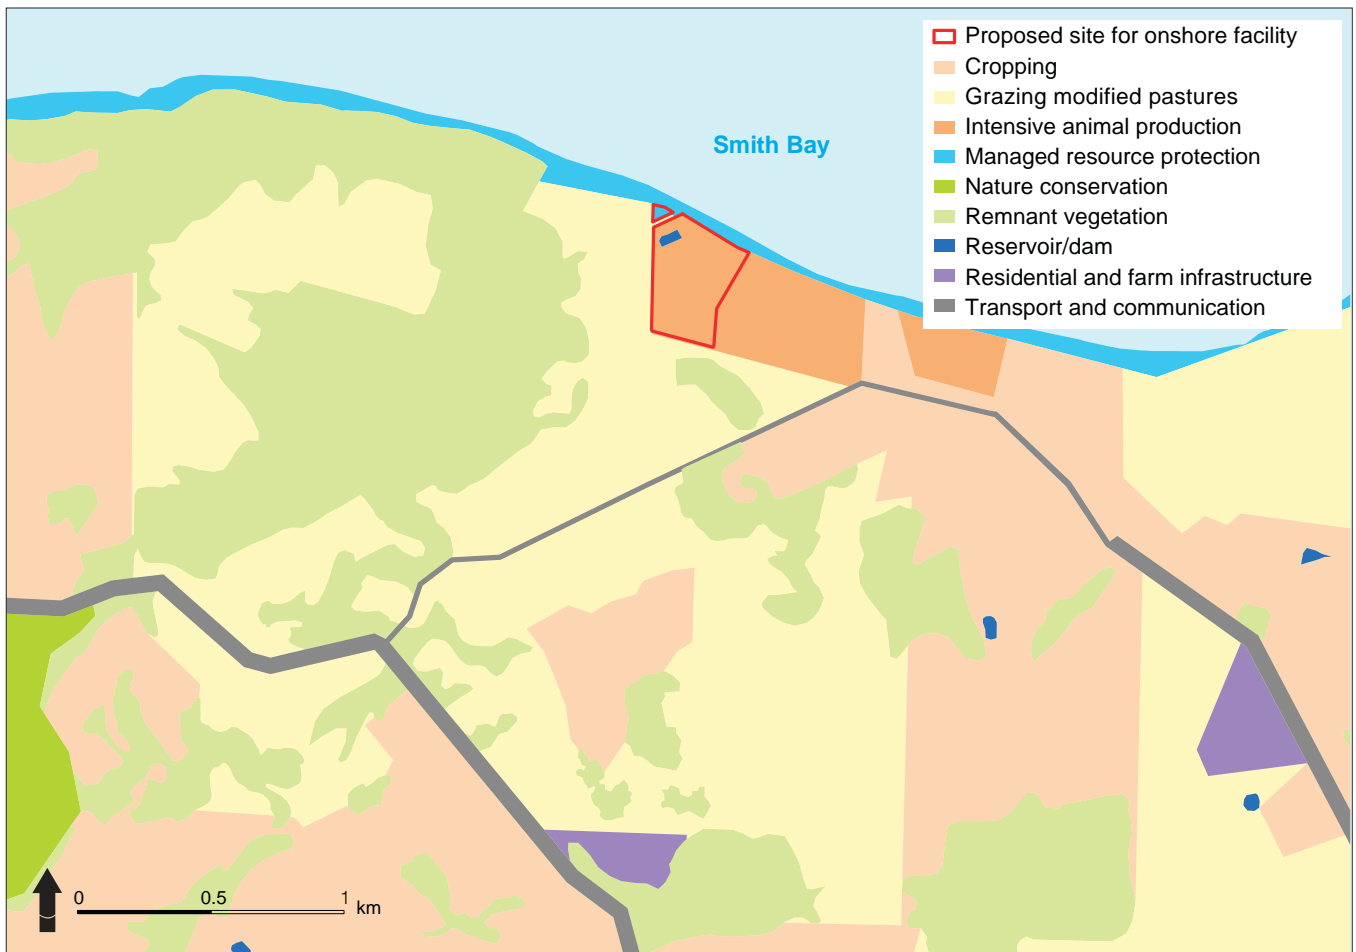 Proposed site for onshore facility
Cropping
Grazing modified pastures
Intensive animal production
Managed resource protection
Nature conservation
Remnant vegetation
Reservoir/dam
Residential and farm infrastructure
Transport and communication
Smith Bay
0 0.5 1 km